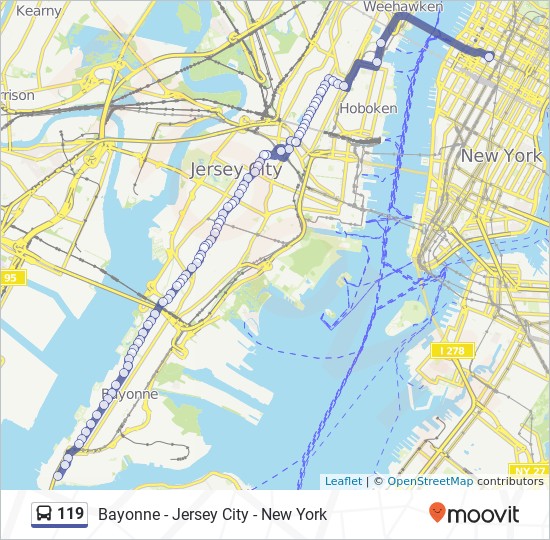 Kearny
Weehawken
rrison
Hoboken
Jersey City
New York
95
I 278
Bayonne
NY 27
Leaflet | © OpenStreetMap contributors
119 Bayonne - Jersey City - New York
moovit